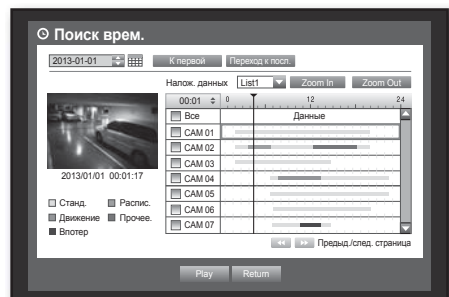 Поиск врем.
2013-01-01 К первой Переход к посл.
Налож. данных List1 Zoom In Zoom Out
00:01 0 12 24
Все Данные
CAM 01
CAM 02
CAM 03
CAM 04
CAM 05
CAM 06
CAM 07
2013/01/01 00:01:17
Станд. Распис.
Движение Прочее.
Впотер
Предыд./след. страница
Play Return